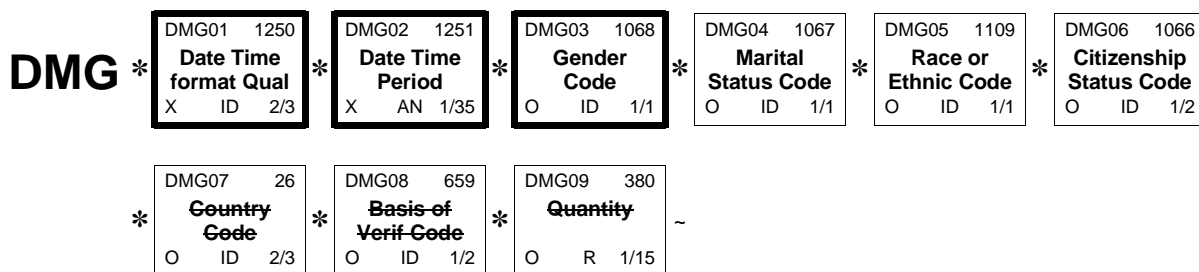 DMG01 1250 DMG02 1251 DMG03 1068 DMG04 1067 DMG05 1109 DMG06 1066
DMG * Date Time * Date Time * Gender * Marital * Race or * Citizenship
format Qual Period Code Status Code Ethnic Code Status Code
X ID 2/3 X AN 1/35 O ID 1/1 O ID 1/1 O ID 1/1 O ID 1/2
DMG07 26 DMG08 659 DMG09 380
* Country * Basis of * Quantity ~
Code Verif Code
O ID 2/3 O ID 1/2 O R 1/15